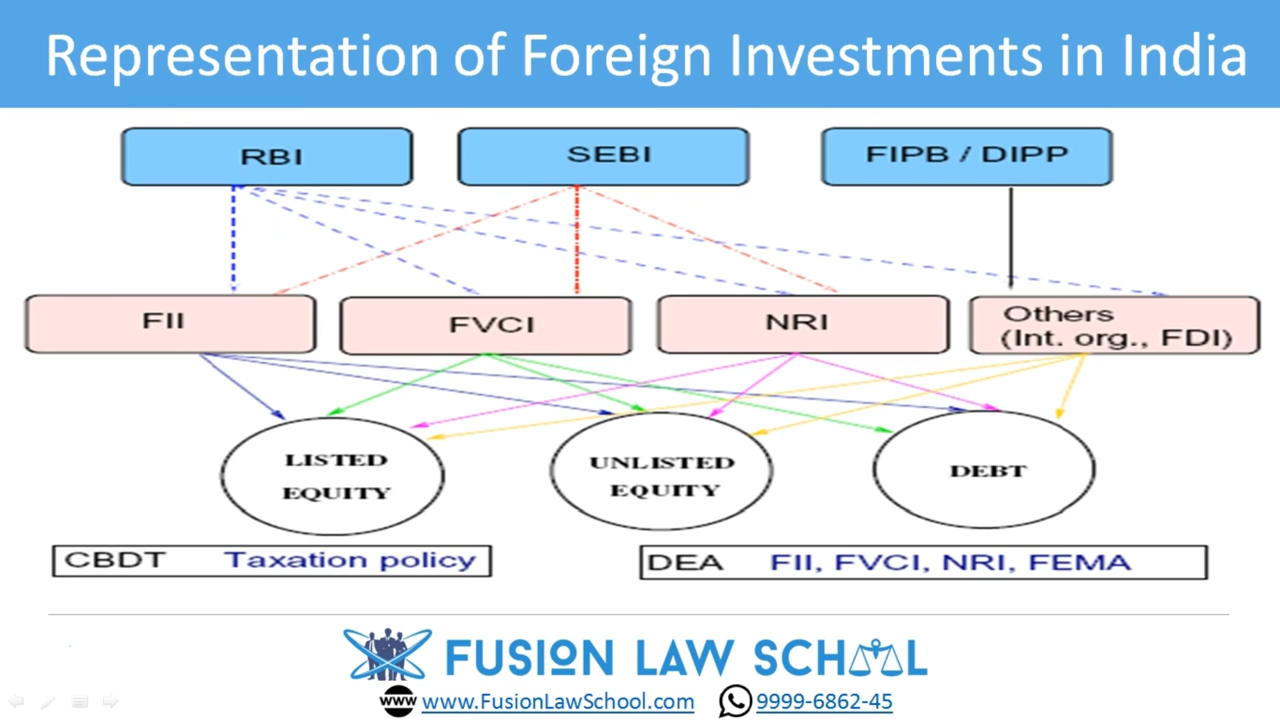 Representation of Foreign Investments in India
RBI
SEBI
FIPB / DIPP
FII
FVCI
NRI
Others
(Int. org., FDI)
LISTED
EQUITY
UNLISTED
EQUITY
DEBT
CBDT Taxation policy
DEA FII, FVCI, NRI, FEMA
FUSION LAW SCHOOL
www www.FusionLawSchool.com 9999-6862-45